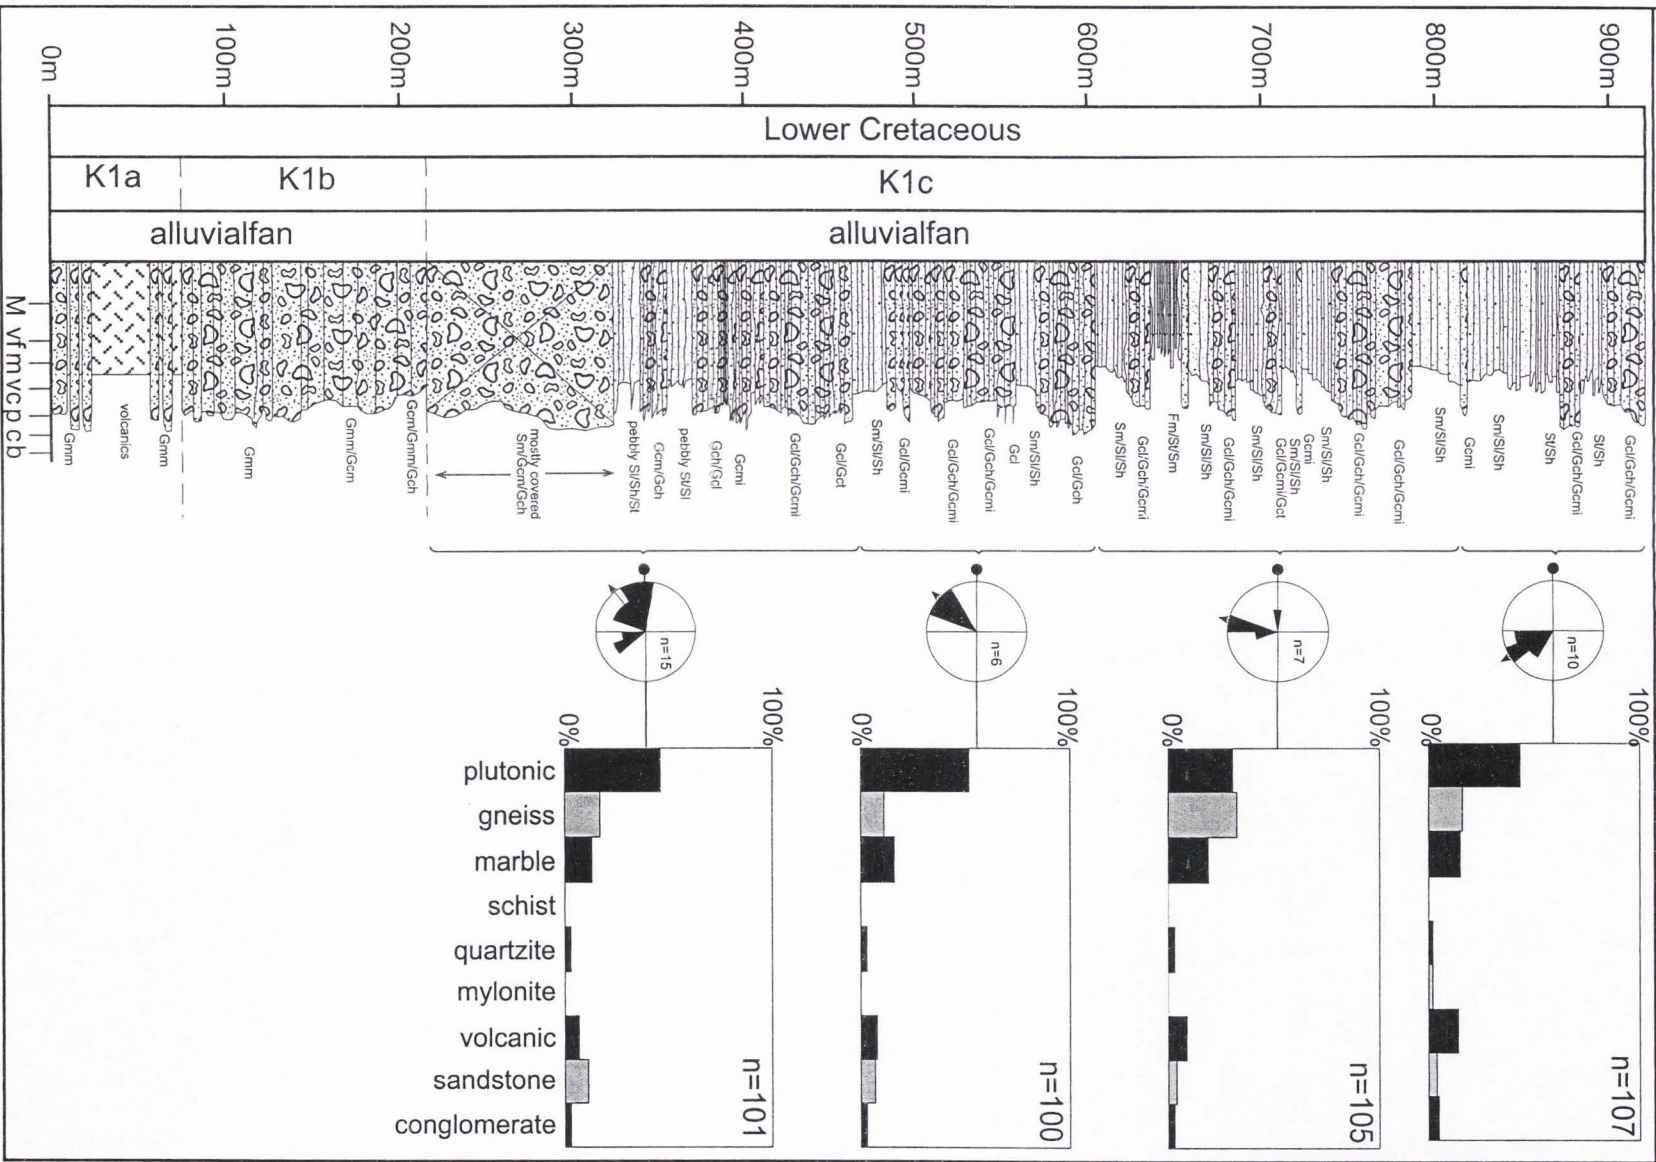 0m
100m
200m
300m
400m
500m
600m
700m
800m
900m
Lower Cretaceous
K1a
K1b
K1c
alluvialfan
alluvialfan
M vf m vc p c b
Gmm
volcanics
Gmm
Gmm
Gmm/Gcm
Gcm/Gmm/Gch
mostly covered
Sm/Gcm/Gch
pebbly Sl/Sh/St
Gcm/Gch
pebbly St/Sl
Gch/Gcl
Gcmi
Gcl/Gch/Gcmi
Gcl/Gct
Sm/Sl/Sh
Gcl/Gcmi
Gcl/Gch/Gcmi
Gcl/Gch/Gcmi
Gcl
Sm/Sl/Sh
Gcl/Gch
Sm/Sl/Sh
Gcl/Gch/Gcmi
Fm/St/Sm
Sm/Sl/Sh
Gcl/Gch/Gcmi
Sm/Sl/Sh
Gcl/Gcmi/Gct
Sm/Sl/Sh
Gcmi
Sm/Sl/Sh
Gcl/Gch/Gcmi
Gcl/Gch/Gcmi
Sm/Sl/Sh
Gcmi
Sm/Sl/Sh
Sl/Sh
Gcl/Gch/Gcmi
Sl/Sh
Gcl/Gch/Gcmi
n=15
n=6
n=7
n=10
0%
100%
0%
100%
0%
100%
0%
100%
plutonic
gneiss
marble
schist
quartzite
mylonite
volcanic
sandstone
conglomerate
n=101
n=100
n=105
n=107